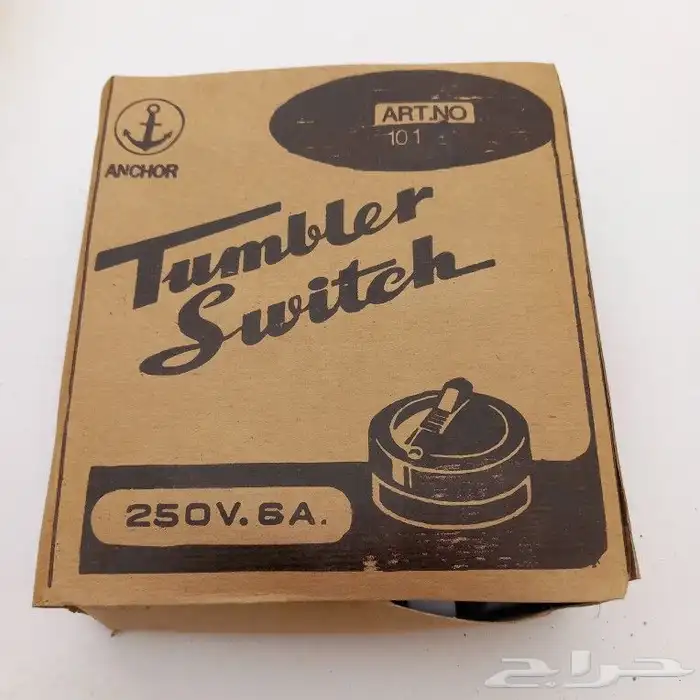 ART.NO
101
ANCHOR
Tumbler
Switch
250V.6A.
حراج